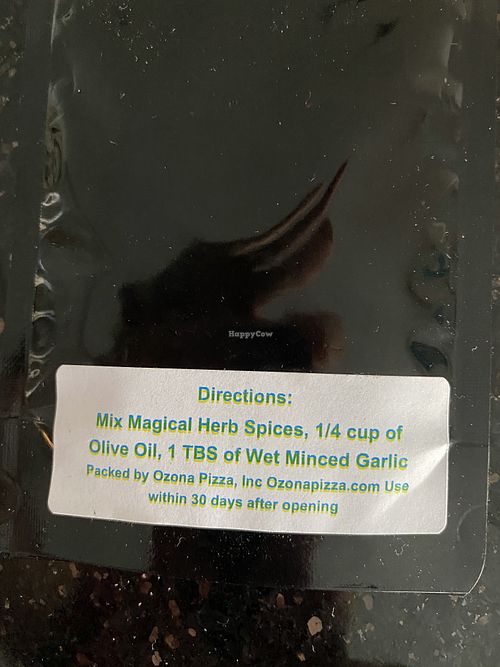 HappyCow
Directions:
Mix Magical Herb Spices, 1/4 cup of
Olive Oil, 1 TBS of Wet Minced Garlic
Packed by Ozona Pizza, Inc Ozonapizza.com Use
within 30 days after opening